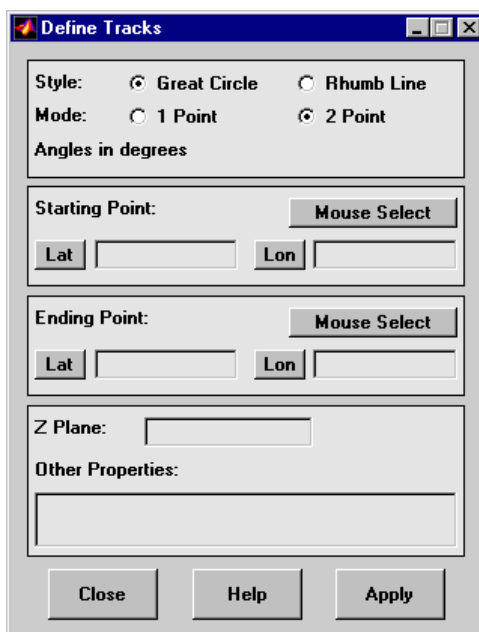 Define Tracks
Style: Great Circle Rhumb Line
Mode: 1 Point 2 Point
Angles in degrees
Starting Point: Mouse Select
Lat Lon
Ending Point: Mouse Select
Lat Lon
Z Plane:
Other Properties:
Close Help Apply